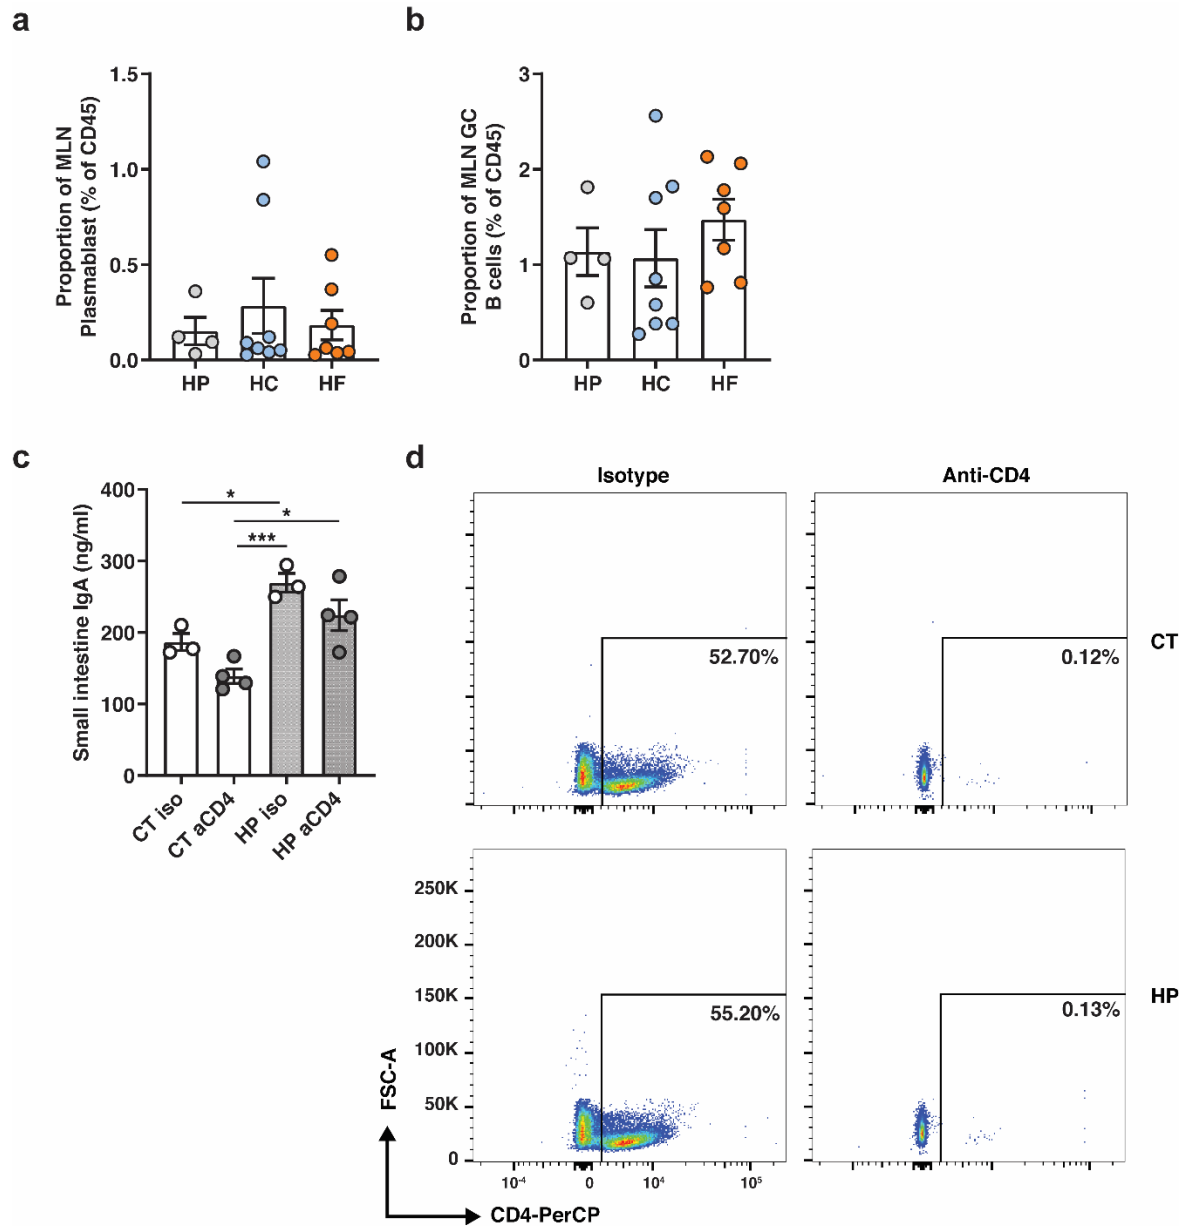 a
b
Proportion of MLN
Plasmablast (% of CD45)
1.5
1.0
0.5
0.0
HP
HC
HF
Proportion of MLN GC
B cells (% of CD45)
3
2
1
0
HP
HC
HF
c
d
Small intestine IgA (ng/ml)
400
300
200
100
0
*
*
***
CT iso
CT aCD4
HP iso
HP aCD4
Isotype
Anti-CD4
52.70%
0.12%
CT
55.20%
0.13%
HP
250K
200K
150K
100K
50K
0
FSC-A
10-4
0
10⁴
10⁵
CD4-PerCP